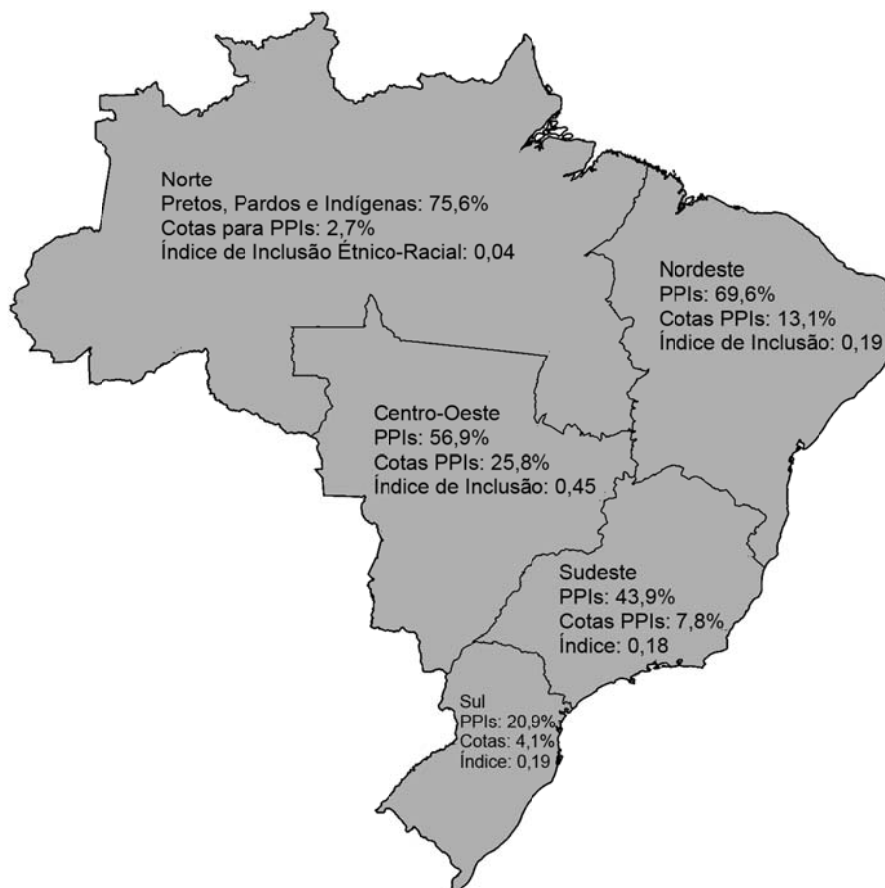 Norte
Pretos, Pardos e Indígenas: 75,6%
Cotas para PPIs: 2,7%
Índice de Inclusão Étnico-Racial: 0,04
Nordeste
PPIs: 69,6%
Cotas PPIs: 13,1%
Índice de Inclusão: 0,19
Centro-Oeste
PPIs: 56,9%
Cotas PPIs: 25,8%
Índice de Inclusão: 0,45
Sudeste
PPIs: 43,9%
Cotas PPIs: 7,8%
Índice: 0,18
Sul
PPIs: 20,9%
Cotas: 4,1%
Índice: 0,19